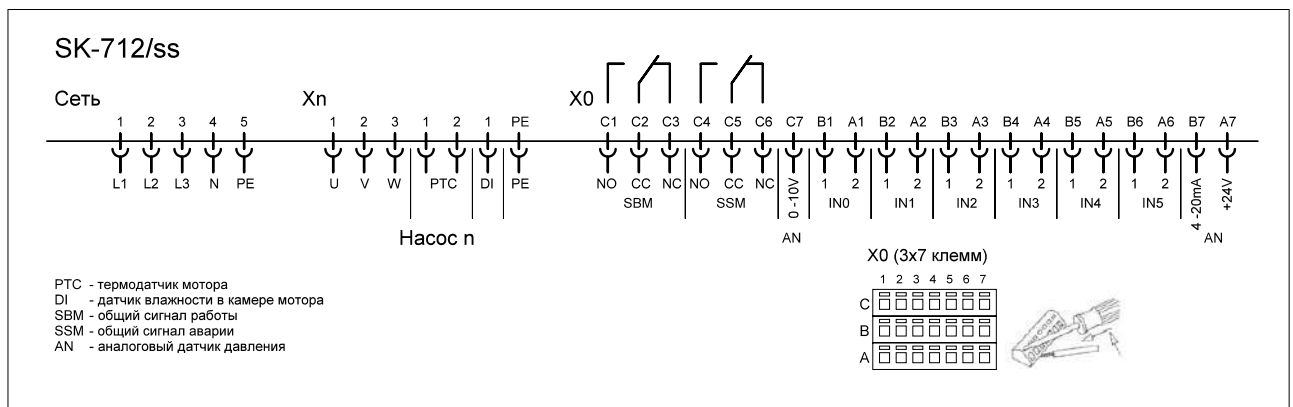 SK-712/ss
Сеть Xn X0
1 2 3 4 5 1 2 3 1 2 1 PE C1 C2 C3 C4 C5 C6 C7 B1 A1 B2 A2 B3 A3 B4 A4 B5 A5 B6 A6 B7 A7
L1 L2 L3 N PE U V W PTC DI PE NO CC NC NO CC NC 0 -10V 1 2 1 2 1 2 1 2 1 2 1 2 4 -20mA +24V
SBM SSM IN0 IN1 IN2 IN3 IN4 IN5
Насос n AN AN
X0 (3x7 клемм)
1 2 3 4 5 6 7
C
B
A
PTC - термодатчик мотора
DI - датчик влажности в камере мотора
SBM - общий сигнал работы
SSM - общий сигнал аварии
AN - аналоговый датчик давления